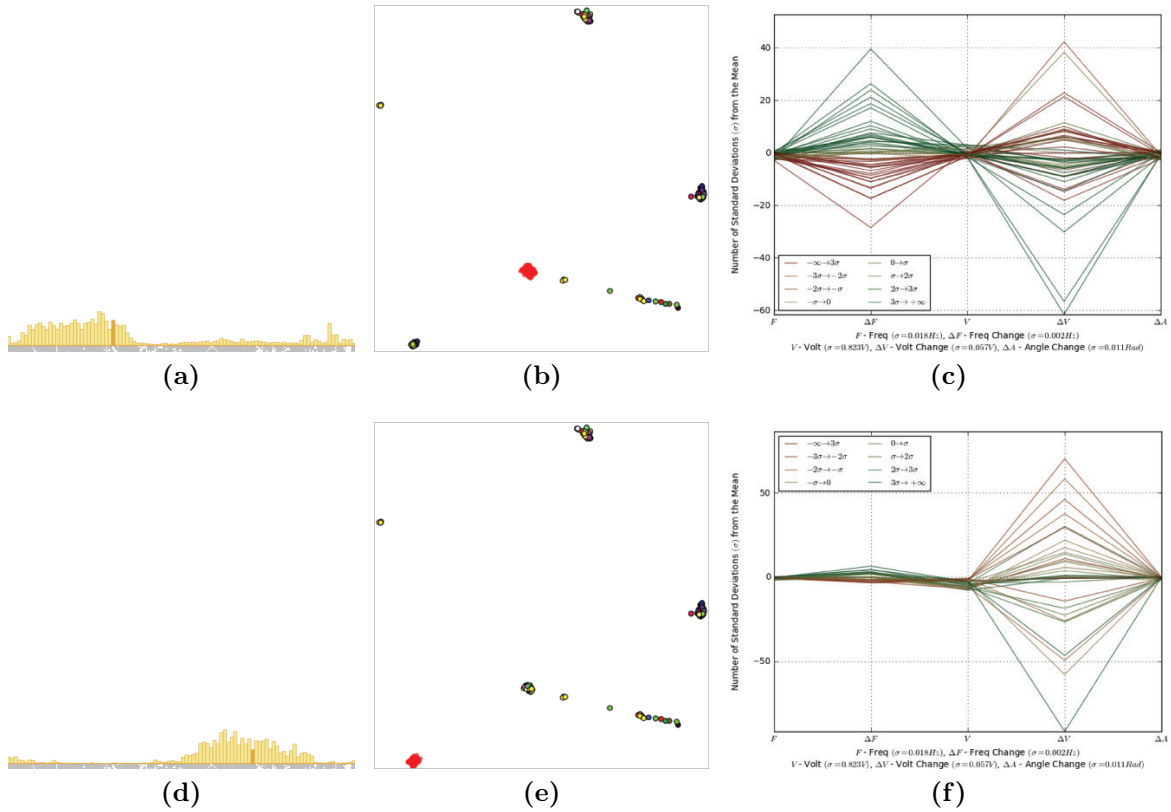 40
20
0
−20
−40
−60
Number of Standard Deviations (σ) from the Mean
−∞→3σ
−3σ→−2σ
−2σ→−σ
−σ→0
0→σ
σ→2σ
2σ→3σ
3σ→+∞
F ΔF V ΔV ΔA
F - Freq (σ=0.018Hz), ΔF - Freq Change (σ=0.002Hz)
V - Volt (σ=0.823V), ΔV - Volt Change (σ=0.057V), ΔA - Angle Change (σ=0.011Rad)
(a) (b) (c)
50
0
−50
Number of Standard Deviations (σ) from the Mean
−∞→3σ
−3σ→−2σ
−2σ→−σ
−σ→0
0→σ
σ→2σ
2σ→3σ
3σ→+∞
F ΔF V ΔV ΔA
F - Freq (σ=0.018Hz), ΔF - Freq Change (σ=0.002Hz)
V - Volt (σ=0.823V), ΔV - Volt Change (σ=0.057V), ΔA - Angle Change (σ=0.011Rad)
(d) (e) (f)